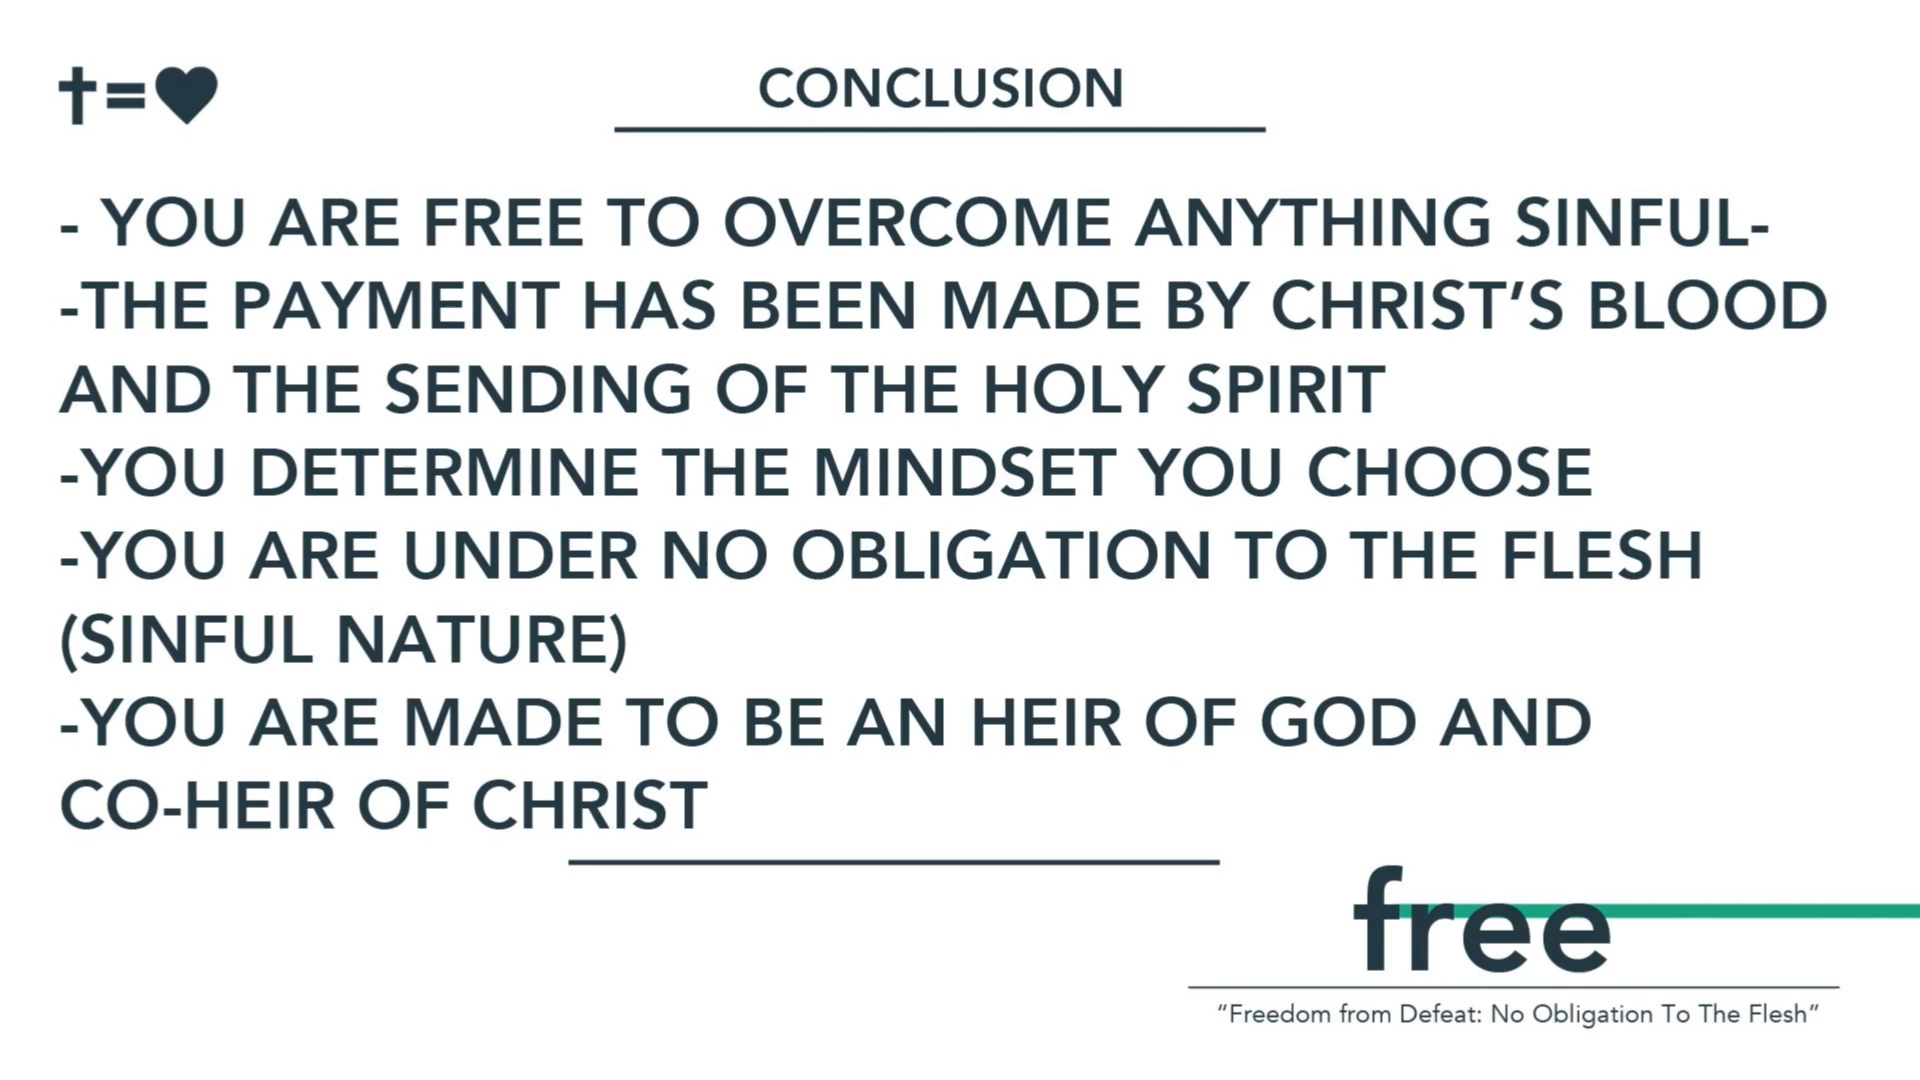 ✝=♥
CONCLUSION
- YOU ARE FREE TO OVERCOME ANYTHING SINFUL-
-THE PAYMENT HAS BEEN MADE BY CHRIST’S BLOOD
AND THE SENDING OF THE HOLY SPIRIT
-YOU DETERMINE THE MINDSET YOU CHOOSE
-YOU ARE UNDER NO OBLIGATION TO THE FLESH
(SINFUL NATURE)
-YOU ARE MADE TO BE AN HEIR OF GOD AND
CO-HEIR OF CHRIST
free
“Freedom from Defeat: No Obligation To The Flesh”